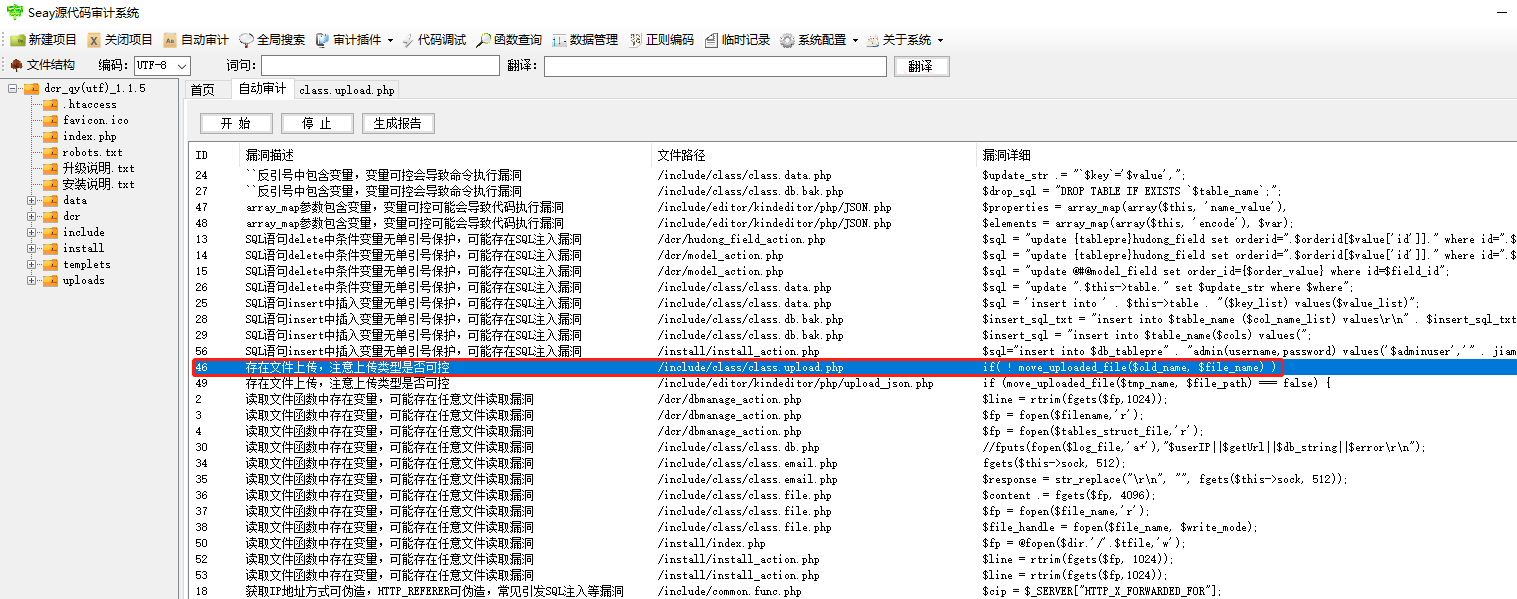 Seay源代码审计系统
新建项目 关闭项目 自动审计 全局搜索 审计插件 代码调试 函数查询 数据管理 正则编码 临时记录 系统配置 关于系统
文件结构 编码: UTF-8 词句: 翻译: 翻译
dcr_qy(utf)_1.1.5
.htaccess
favicon.ico
index.php
robots.txt
升级说明.txt
安装说明.txt
data
dcr
include
install
templets
uploads
首页 自动审计 class.upload.php
开 始 停 止 生成报告
ID 漏洞描述 文件路径 漏洞详细
24 ``反引号中包含变量，变量可控会导致命令执行漏洞 /include/class/class.data.php $update_str .= "`$key`='$value',";
27 ``反引号中包含变量，变量可控会导致命令执行漏洞 /include/class/class.db.bak.php $drop_sql = "DROP TABLE IF EXISTS `$table_name`;";
47 array_map参数包含变量，变量可控可能会导致代码执行漏洞 /include/editor/kindeditor/php/JSON.php $properties = array_map(array($this, 'name_value'),
48 array_map参数包含变量，变量可控可能会导致代码执行漏洞 /include/editor/kindeditor/php/JSON.php $elements = array_map(array($this, 'encode'), $var);
13 SQL语句delete中条件变量无单引号保护，可能存在SQL注入漏洞 /dcr/hudong_field_action.php $sql = "update {tablepre}hudong_field set orderid=".$orderid[$value['id']]." where id=".$
14 SQL语句delete中条件变量无单引号保护，可能存在SQL注入漏洞 /dcr/model_action.php $sql = "update {tablepre}hudong_field set orderid=".$orderid[$value['id']]." where id=".$
15 SQL语句delete中条件变量无单引号保护，可能存在SQL注入漏洞 /dcr/model_action.php $sql = "update @#@model_field set order_id={$order_value} where id=$field_id";
26 SQL语句delete中条件变量无单引号保护，可能存在SQL注入漏洞 /include/class/class.data.php $sql = "update ".$this->table." set $update_str where $where";
25 SQL语句insert中插入变量无单引号保护，可能存在SQL注入漏洞 /include/class/class.data.php $sql = 'insert into ' . $this->table . "($key_list) values($value_list)";
28 SQL语句insert中插入变量无单引号保护，可能存在SQL注入漏洞 /include/class/class.db.bak.php $insert_sql_txt = "insert into $table_name ($col_name_list) values\r\n" . $insert_sql_txt
29 SQL语句insert中插入变量无单引号保护，可能存在SQL注入漏洞 /include/class/class.db.bak.php $insert_sql = "insert into $table_name($cols) values(";
56 SQL语句insert中插入变量无单引号保护，可能存在SQL注入漏洞 /install/install_action.php $sql="insert into $db_tablepre" . "admin(username,password) values('$adminuser','" . jiam
46 存在文件上传，注意上传类型是否可控 /include/class/class.upload.php if( ! move_uploaded_file($old_name, $file_name) )
49 存在文件上传，注意上传类型是否可控 /include/editor/kindeditor/php/upload_json.php if (move_uploaded_file($tmp_name, $file_path) === false) {
2 读取文件函数中存在变量，可能存在任意文件读取漏洞 /dcr/dbmanage_action.php $line = rtrim(fgets($fp,1024));
3 读取文件函数中存在变量，可能存在任意文件读取漏洞 /dcr/dbmanage_action.php $fp = fopen($filename,'r');
4 读取文件函数中存在变量，可能存在任意文件读取漏洞 /dcr/dbmanage_action.php $fp = fopen($tables_struct_file,'r');
30 读取文件函数中存在变量，可能存在任意文件读取漏洞 /include/class/class.db.php //fputs(fopen($log_file,'a+'),"$userIP||$getUrl||$db_string||$error\r\n");
34 读取文件函数中存在变量，可能存在任意文件读取漏洞 /include/class/class.email.php fgets($this->sock, 512);
35 读取文件函数中存在变量，可能存在任意文件读取漏洞 /include/class/class.email.php $response = str_replace("\r\n", "", fgets($this->sock, 512));
36 读取文件函数中存在变量，可能存在任意文件读取漏洞 /include/class/class.file.php $content .= fgets($fp, 4096);
37 读取文件函数中存在变量，可能存在任意文件读取漏洞 /include/class/class.file.php $fp = fopen($file_name,'r');
38 读取文件函数中存在变量，可能存在任意文件读取漏洞 /include/class/class.file.php $file_handle = fopen($file_name, $write_mode);
50 读取文件函数中存在变量，可能存在任意文件读取漏洞 /install/index.php $fp = @fopen($dir.'/'.$tfile,'w');
52 读取文件函数中存在变量，可能存在任意文件读取漏洞 /install/install_action.php $line = rtrim(fgets($fp, 1024));
53 读取文件函数中存在变量，可能存在任意文件读取漏洞 /install/install_action.php $line = rtrim(fgets($fp,1024));
18 获取IP地址方式可伪造，HTTP_REFERER可伪造，常见引发SQL注入等漏洞 /include/common.func.php $cip = $_SERVER["HTTP_X_FORWARDED_FOR"];